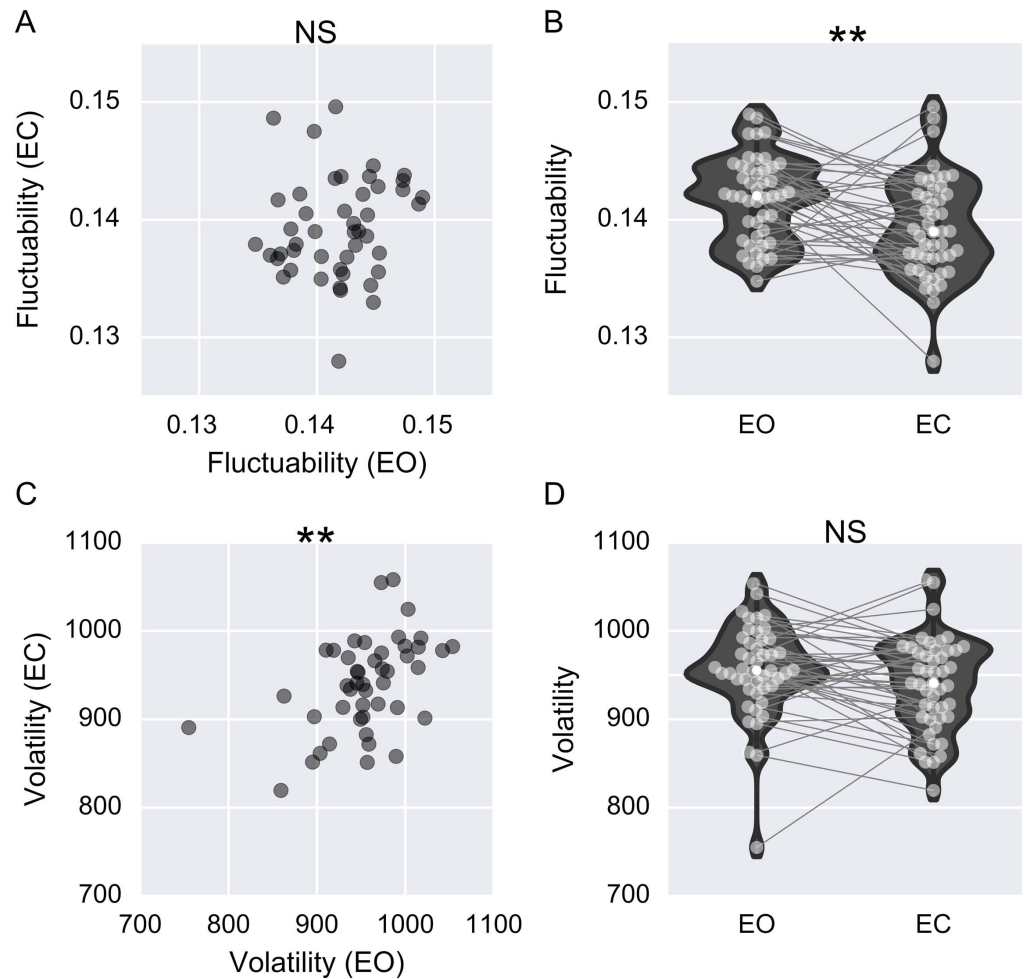 A
NS
Fluctuability (EC)
0.15
0.14
0.13
0.13 0.14 0.15
Fluctuability (EO)
B
**
Fluctuability
0.15
0.14
0.13
EO EC
C
**
Volatility (EC)
1100
1000
900
800
700
700 800 900 1000 1100
Volatility (EO)
D
NS
Volatility
1100
1000
900
800
700
EO EC